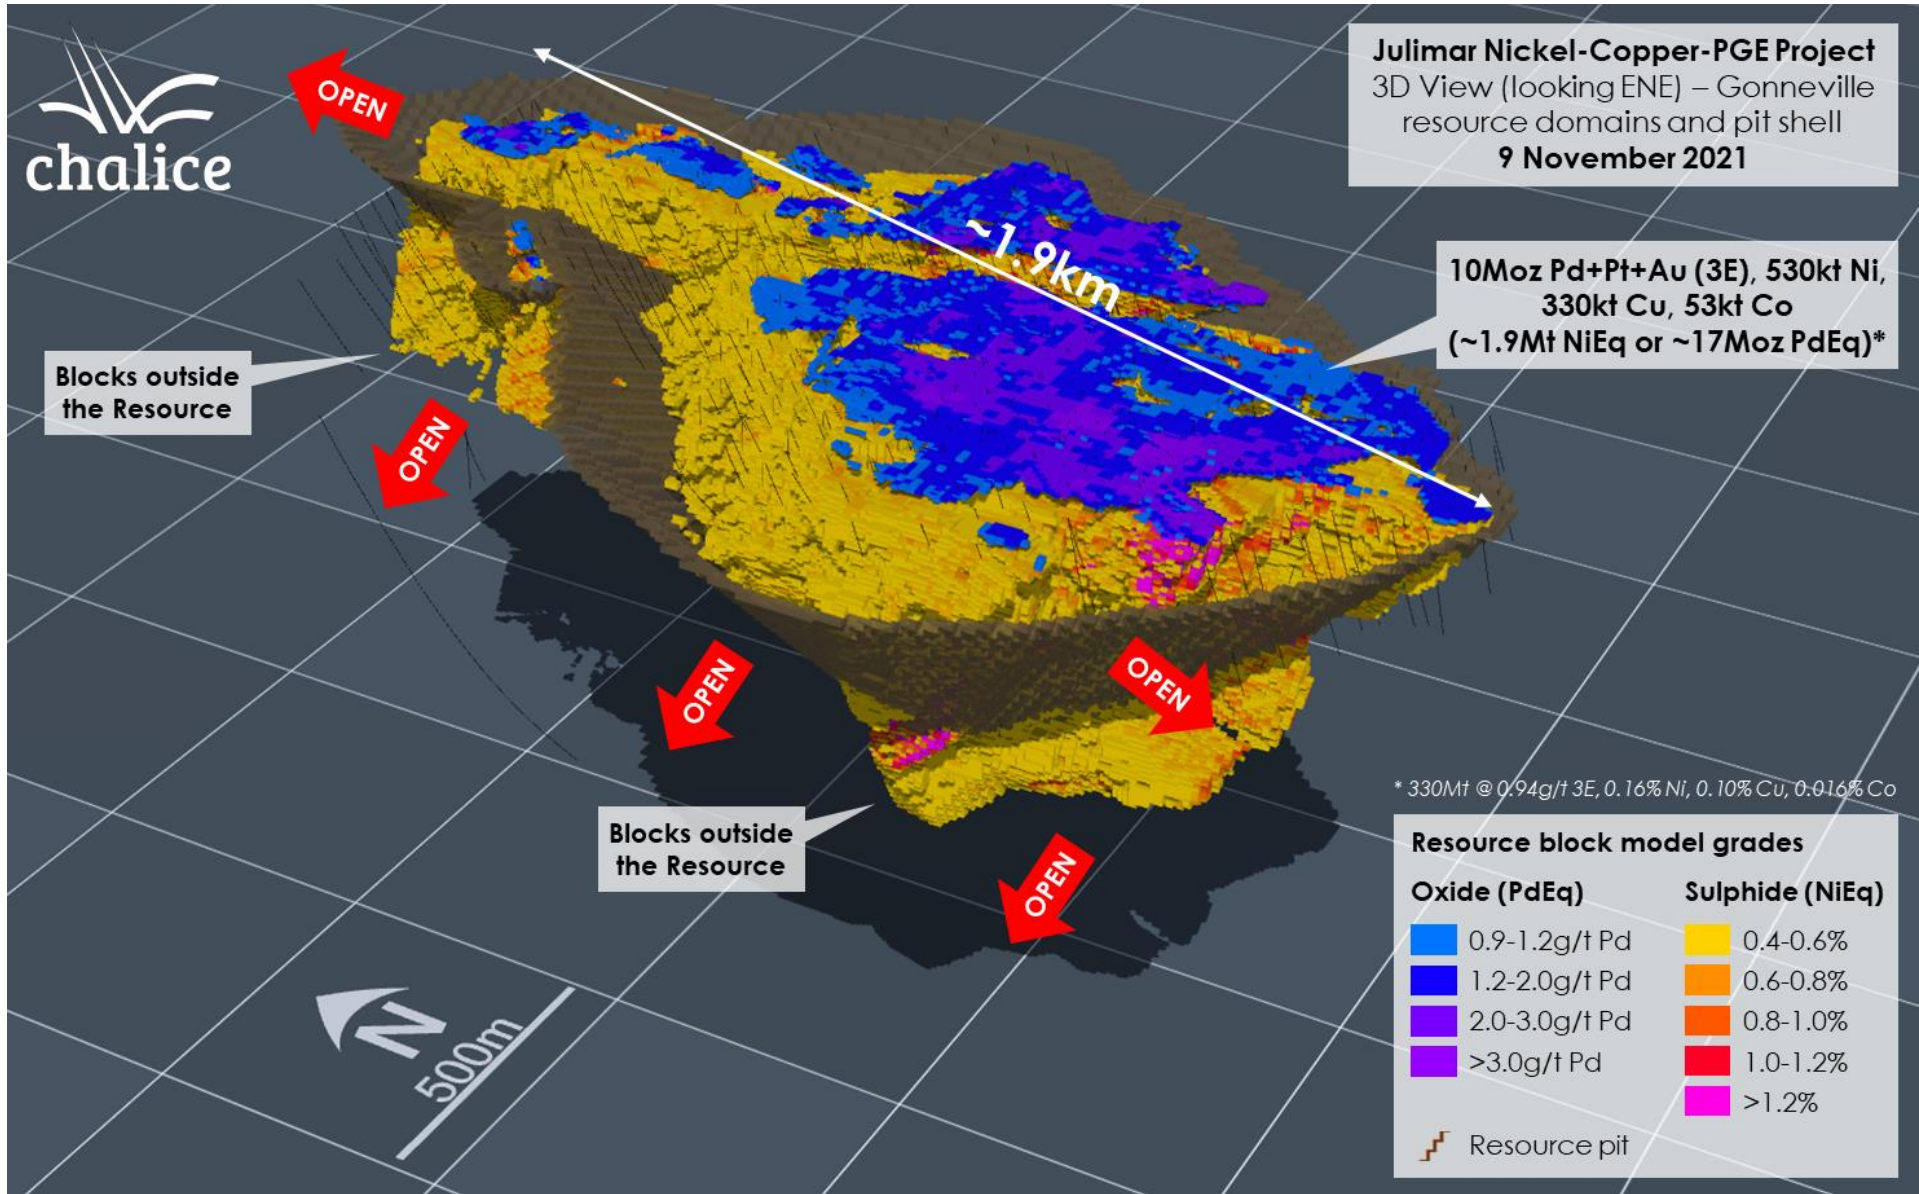 chalice
OPEN
Julimar Nickel-Copper-PGE Project
3D View (looking ENE) – Gonneville
resource domains and pit shell
9 November 2021
~1.9km
10Moz Pd+Pt+Au (3E), 530kt Ni,
330kt Cu, 53kt Co
(~1.9Mt NiEq or ~17Moz PdEq)*
Blocks outside
the Resource
OPEN
OPEN
OPEN
Blocks outside
the Resource
OPEN
N
500m
* 330Mt @ 0.94g/t 3E, 0.16% Ni, 0.10% Cu, 0.016% Co
Resource block model grades
Oxide (PdEq)
0.9-1.2g/t Pd
1.2-2.0g/t Pd
2.0-3.0g/t Pd
>3.0g/t Pd
Sulphide (NiEq)
0.4-0.6%
0.6-0.8%
0.8-1.0%
1.0-1.2%
>1.2%
Resource pit